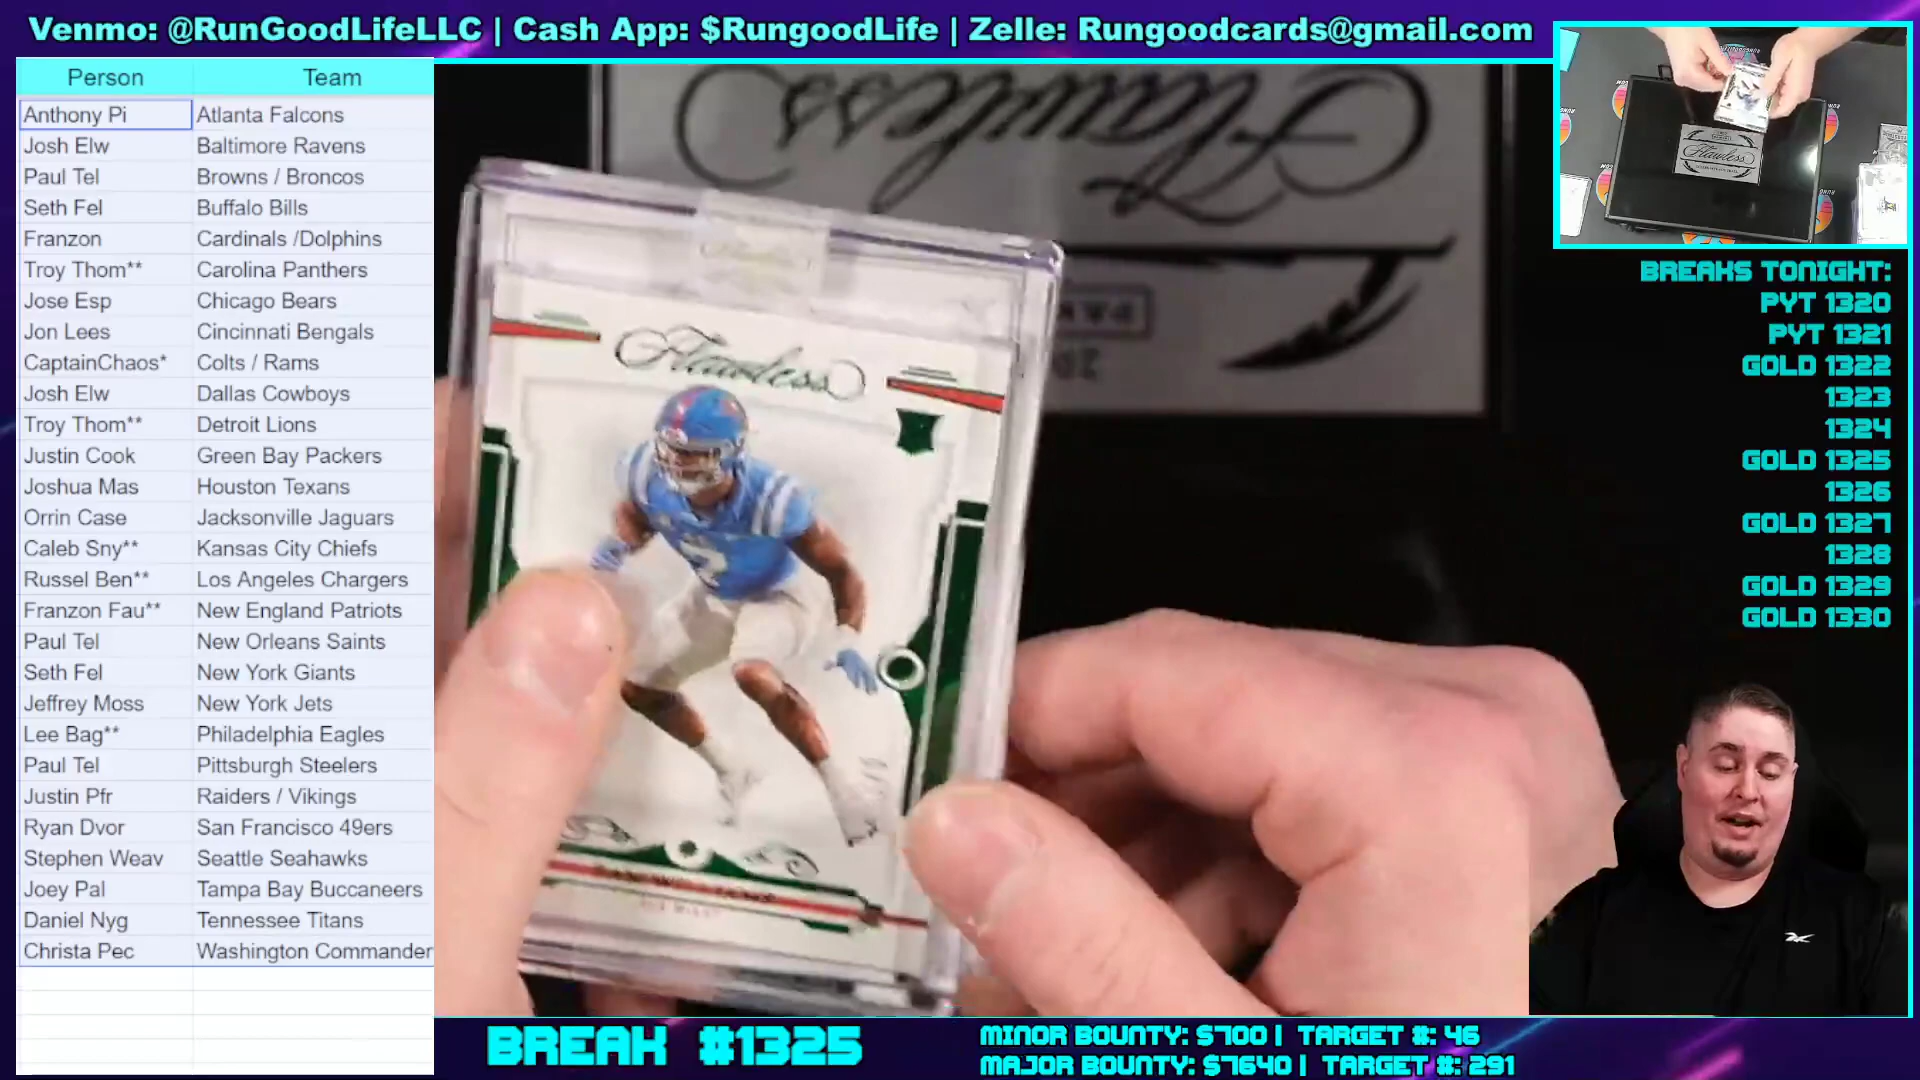 Venmo: @RunGoodLifeLLC | Cash App: $RungoodLife | Zelle: Rungoodcards@gmail.com
Person Team
Anthony Pi Atlanta Falcons
Josh Elw Baltimore Ravens
Paul Tel Browns / Broncos
Seth Fel Buffalo Bills
Franzon Cardinals /Dolphins
Troy Thom** Carolina Panthers
Jose Esp Chicago Bears
Jon Lees Cincinnati Bengals
CaptainChaos* Colts / Rams
Josh Elw Dallas Cowboys
Troy Thom** Detroit Lions
Justin Cook Green Bay Packers
Joshua Mas Houston Texans
Orrin Case Jacksonville Jaguars
Caleb Sny** Kansas City Chiefs
Russel Ben** Los Angeles Chargers
Franzon Fau** New England Patriots
Paul Tel New Orleans Saints
Seth Fel New York Giants
Jeffrey Moss New York Jets
Lee Bag** Philadelphia Eagles
Paul Tel Pittsburgh Steelers
Justin Pfr Raiders / Vikings
Ryan Dvor San Francisco 49ers
Stephen Weav Seattle Seahawks
Joey Pal Tampa Bay Buccaneers
Daniel Nyg Tennessee Titans
Christa Pec Washington Commander
Flawless
Flawless
Flawless
BREAKS TONIGHT:
PYT 1320
PYT 1321
GOLD 1322
1323
1324
GOLD 1325
1326
GOLD 1327
1328
GOLD 1329
GOLD 1330
BREAK #1325
MINOR BOUNTY: $700 | TARGET #: 46
MAJOR BOUNTY: $7640 | TARGET #: 291